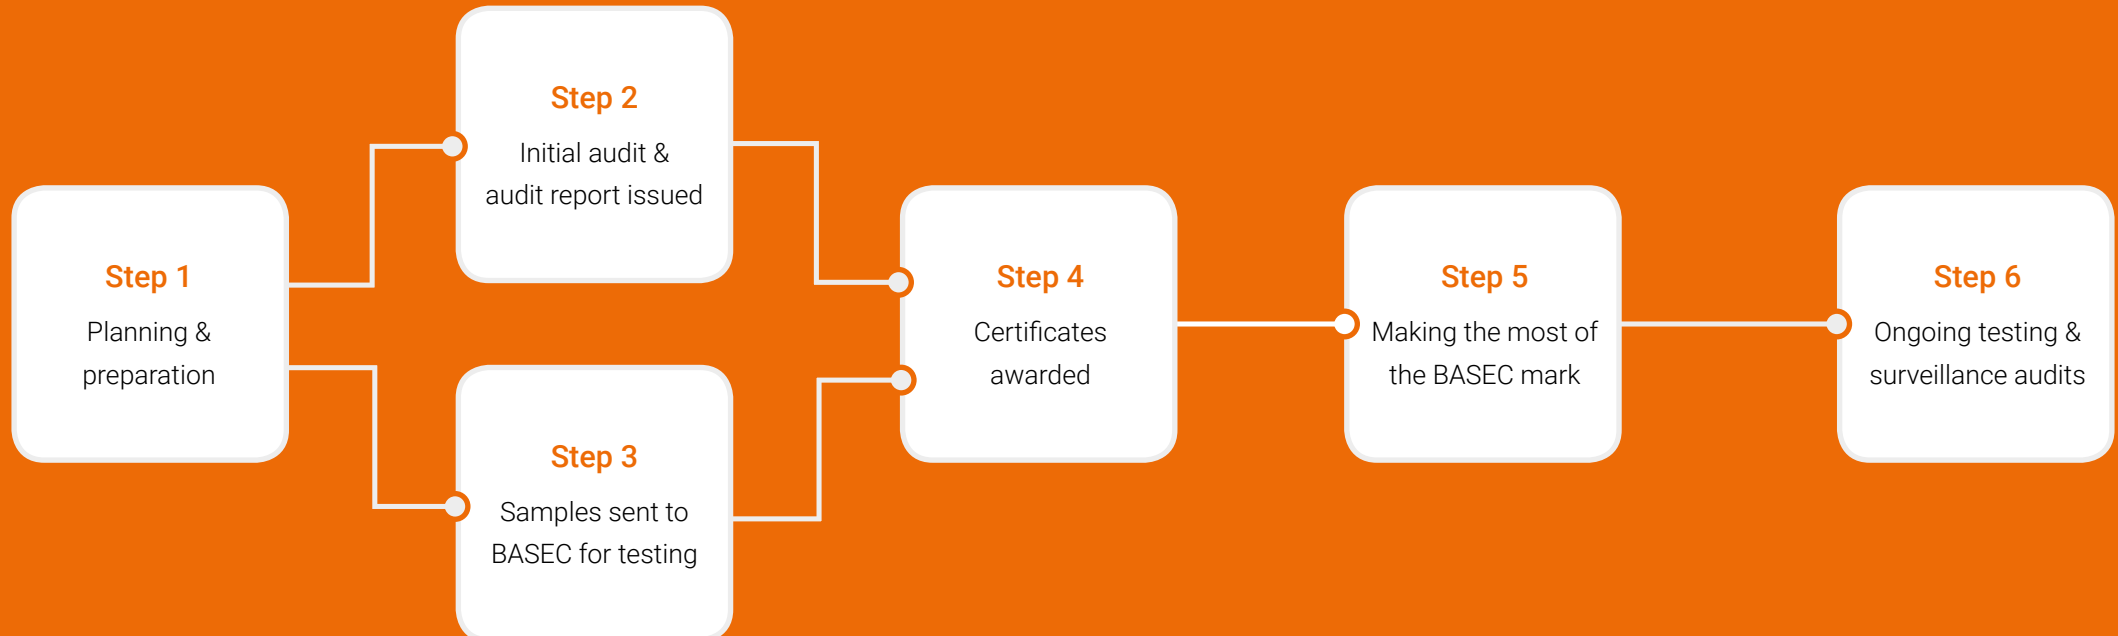 Step 1
Planning &
preparation
Step 2
Initial audit &
audit report issued
Step 3
Samples sent to
BASEC for testing
Step 4
Certificates
awarded
Step 5
Making the most of
the BASEC mark
Step 6
Ongoing testing &
surveillance audits